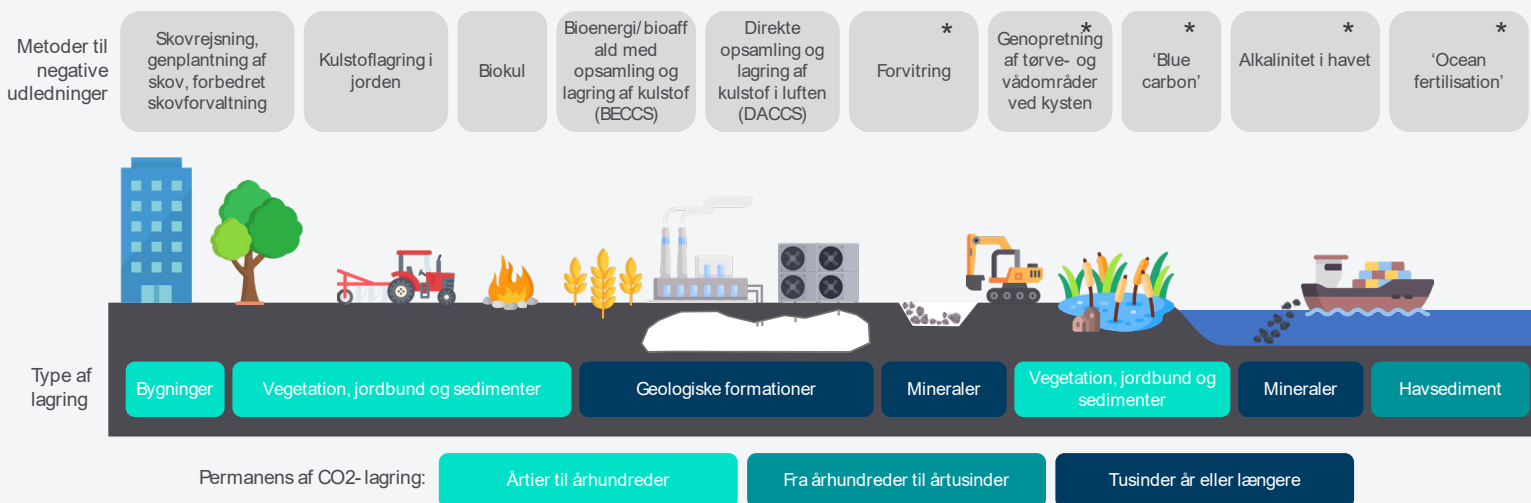 Metoder til
negative
udledninger
Skovrejsning,
genplantning af
skov, forbedret
skovforvaltning
Kulstoflagring i
jorden
Biokul
Bioenergi/bioaff
ald med
opsamling og
lagring af kulstof
(BECCS)
Direkte
opsamling og
lagring af
kulstof i luften
(DACCS)
*
Forvitring
*
Genopretning
af tørve- og
vådområder
ved kysten
*
'Blue
carbon'
*
Alkalinitet i havet
*
'Ocean
fertilisation'
Type af
lagring
Bygninger
Vegetation, jordbund og sedimenter
Geologiske formationer
Mineraler
Vegetation, jordbund og
sedimenter
Mineraler
Havsediment
Permanens af CO2- lagring:
Årtier til århundreder
Fra århundreder til årtusinder
Tusinder år eller længere